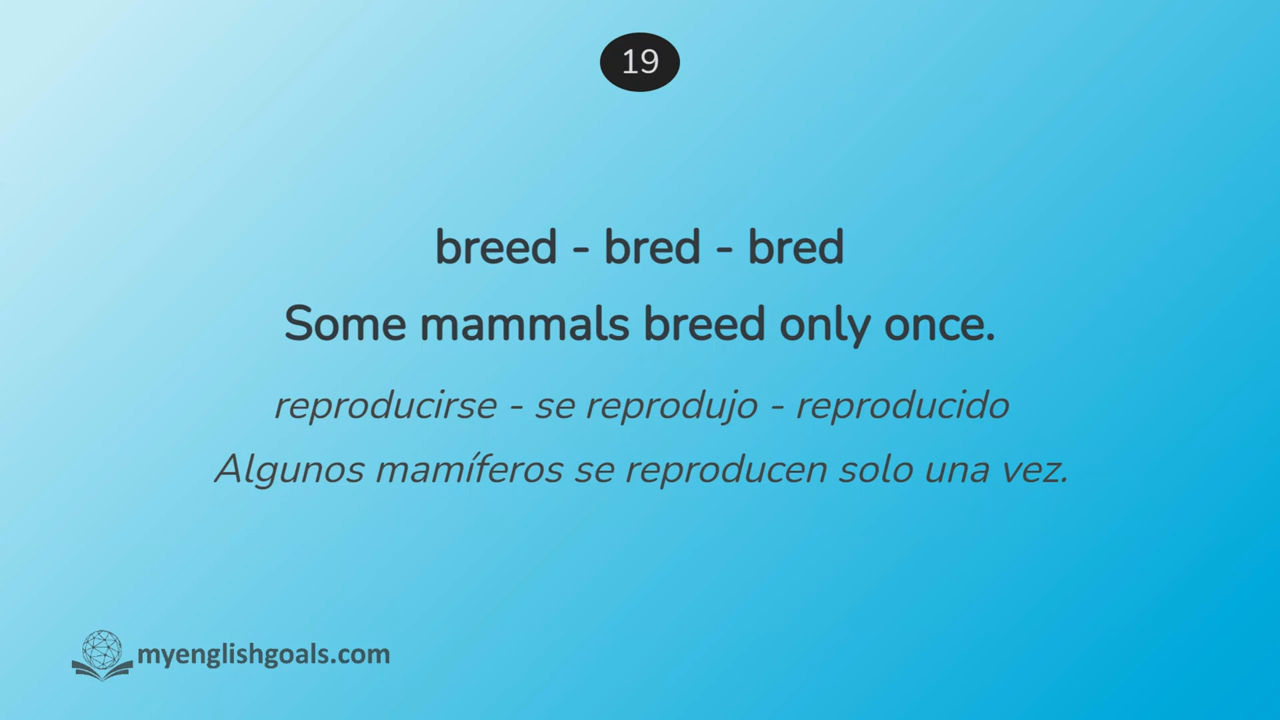 19
breed - bred - bred
Some mammals breed only once.
reproducirse - se reprodujo - reproducido
Algunos mamíferos se reproducen solo una vez.
myenglishgoals.com